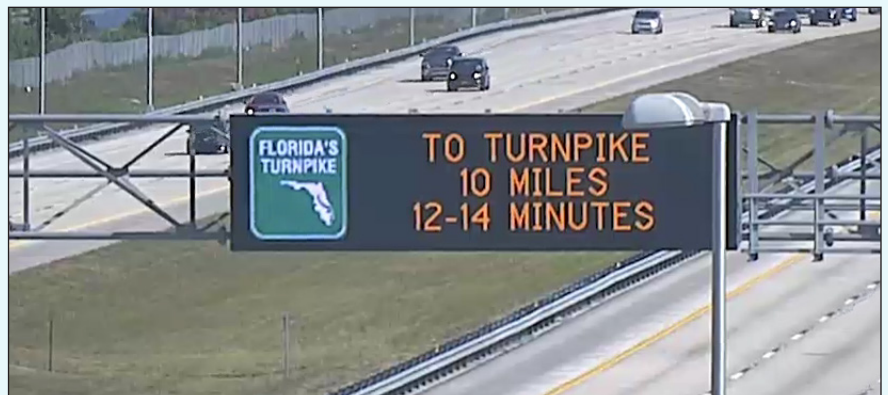 FLORIDA'S
TURNPIKE
TO TURNPIKE
10 MILES
12-14 MINUTES